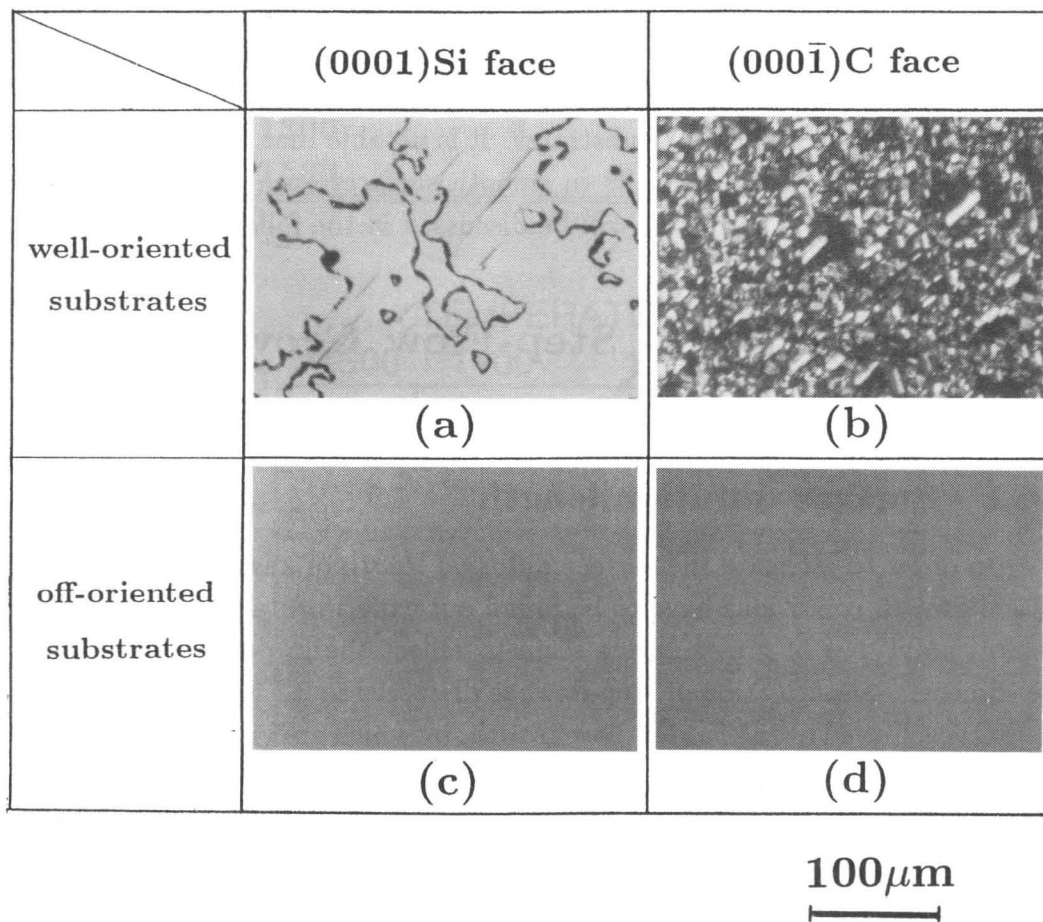 (0001)Si face
(0001̄)C face
well-oriented
substrates
(a)
(b)
off-oriented
substrates
(c)
(d)
100μm